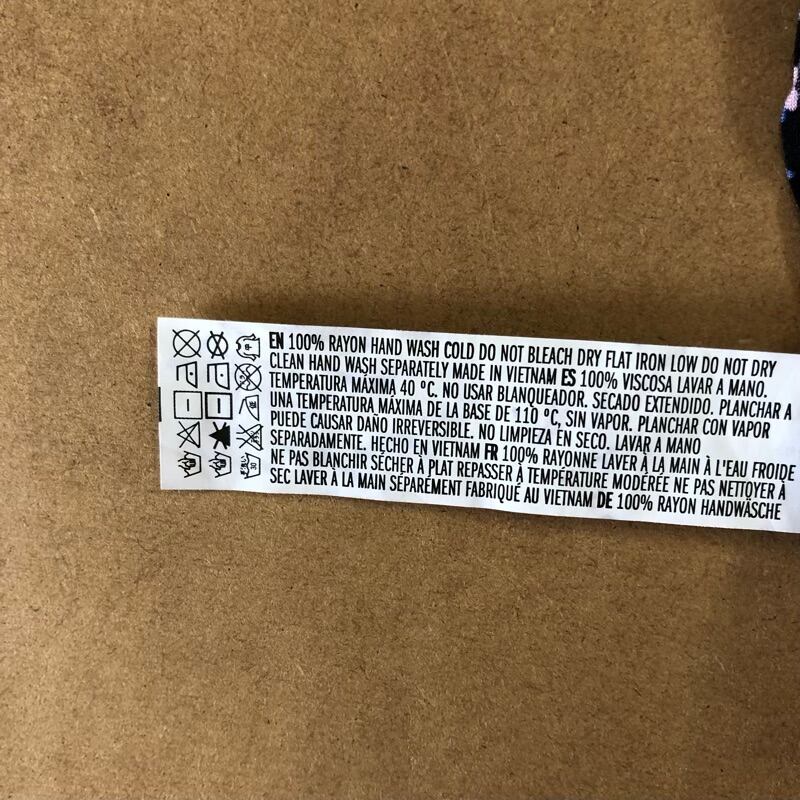 EN 100% RAYON HAND WASH COLD DO NOT BLEACH DRY FLAT IRON LOW DO NOT DRY
CLEAN HAND WASH SEPARATELY MADE IN VIETNAM ES 100% VISCOSA LAVAR A MANO.
TEMPERATURA MÁXIMA 40 °C. NO USAR BLANQUEADOR. SECADO EXTENDIDO. PLANCHAR A
UNA TEMPERATURA MÁXIMA DE LA BASE DE 110 °C, SIN VAPOR. PLANCHAR CON VAPOR
PUEDE CAUSAR DAÑO IRREVERSIBLE. NO LIMPIEZA EN SECO. LAVAR A MANO
SEPARADAMENTE. HECHO EN VIETNAM FR 100% RAYONNE LAVER À LA MAIN À L'EAU FROIDE
NE PAS BLANCHIR SÉCHER À PLAT REPASSER À TEMPÉRATURE MODÉRÉE NE PAS NETTOYER À
SEC LAVER À LA MAIN SÉPARÉMENT FABRIQUÉ AU VIETNAM DE 100% RAYON HANDWÄSCHE